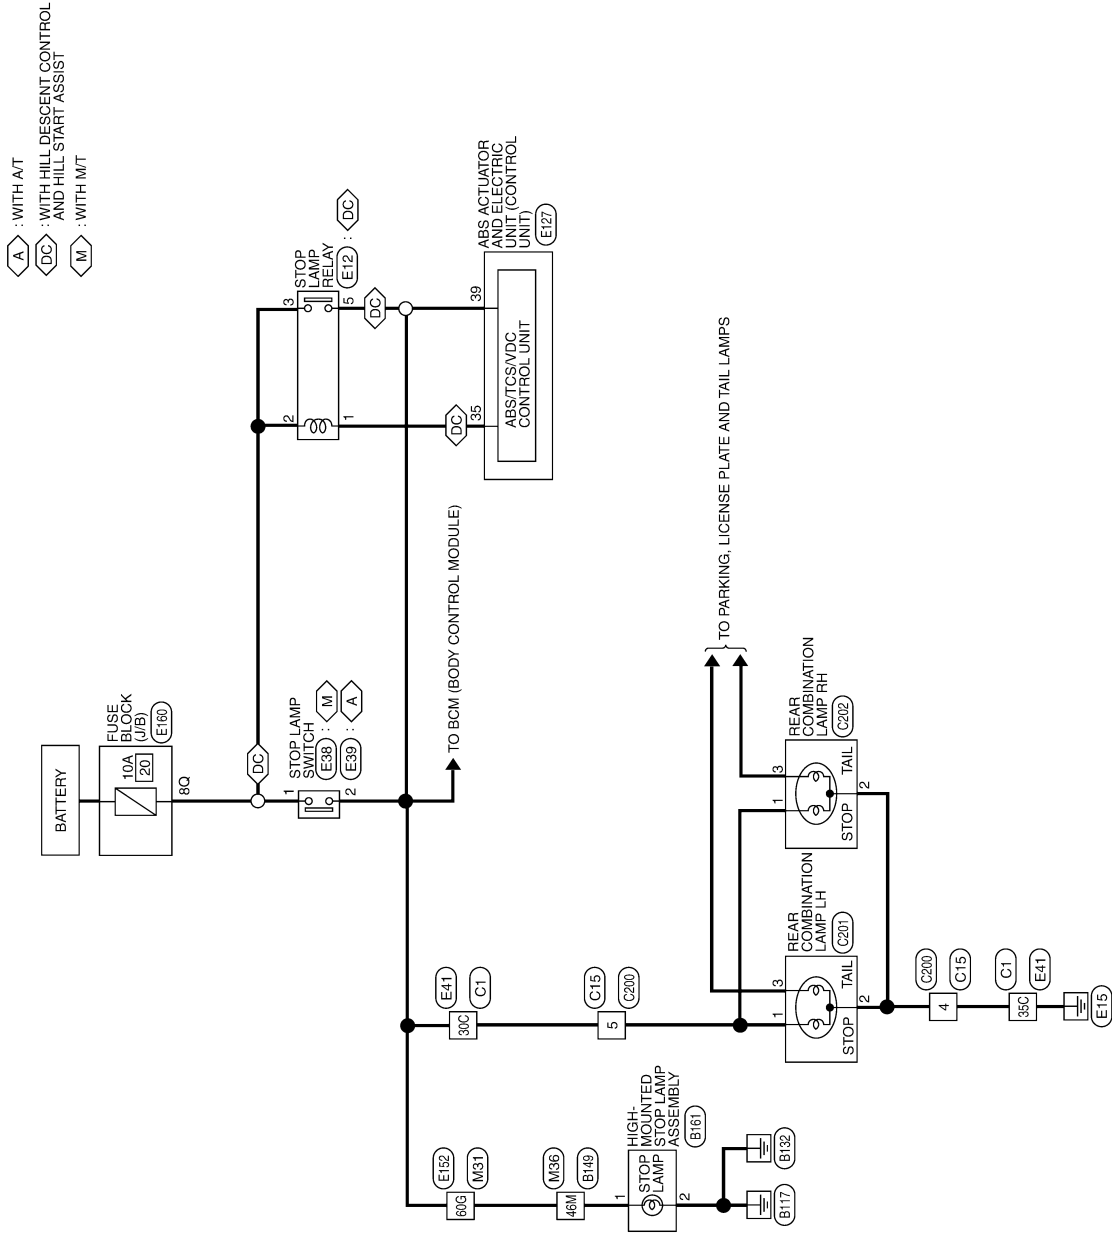 A : WITH A/T
DC : WITH HILL DESCENT CONTROL
AND HILL START ASSIST
M : WITH M/T
BATTERY
FUSE
BLOCK
(J/B)
E160
10A
20
8Q
DC
STOP LAMP
SWITCH
E38 : M
E39 : A
1
2
STOP
LAMP
RELAY
E12 : DC
2
3
1
5
DC
DC
35
39
ABS ACTUATOR
AND ELECTRIC
UNIT (CONTROL
UNIT)
E127
ABS/TCS/VDC
CONTROL UNIT
TO BCM (BODY CONTROL MODULE)
E152
M31
60G
M36
B149
46M
HIGH-
MOUNTED
STOP LAMP
ASSEMBLY
B161
1
STOP
LAMP
2
B117
B132
E41
C1
30C
C15
C200
5
TO PARKING, LICENSE PLATE AND TAIL LAMPS
REAR
COMBINATION
LAMP LH
C201
1
3
STOP
TAIL
2
REAR
COMBINATION
LAMP RH
C202
1
3
STOP
TAIL
2
C200
C15
4
C1
E41
35C
E15